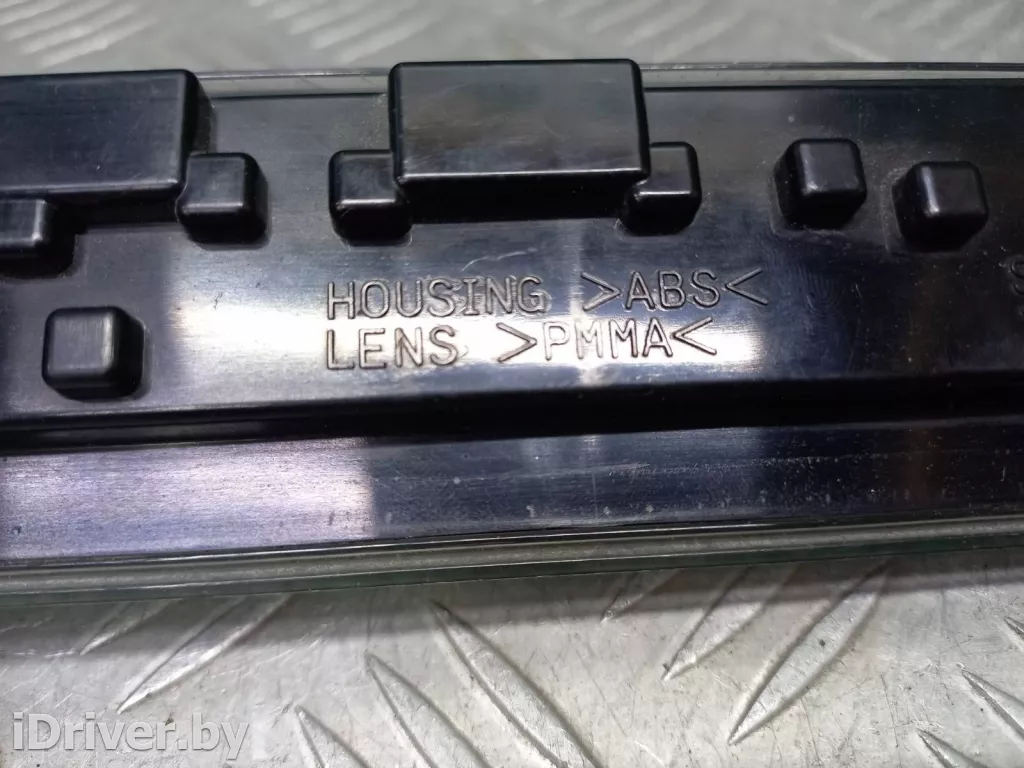 HOUSING >ABS<
LENS >PMMA<
iDriver.by